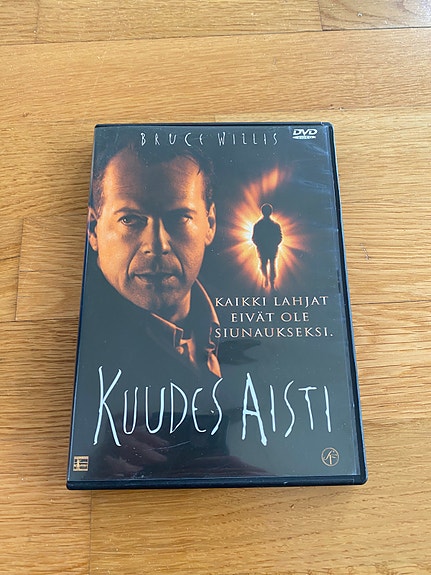 BRUCE WILLIS
DVD
KAIKKI LAHJAT
EIVÄT OLE
SIUNAUKSEKSI.
KUUDES AISTI